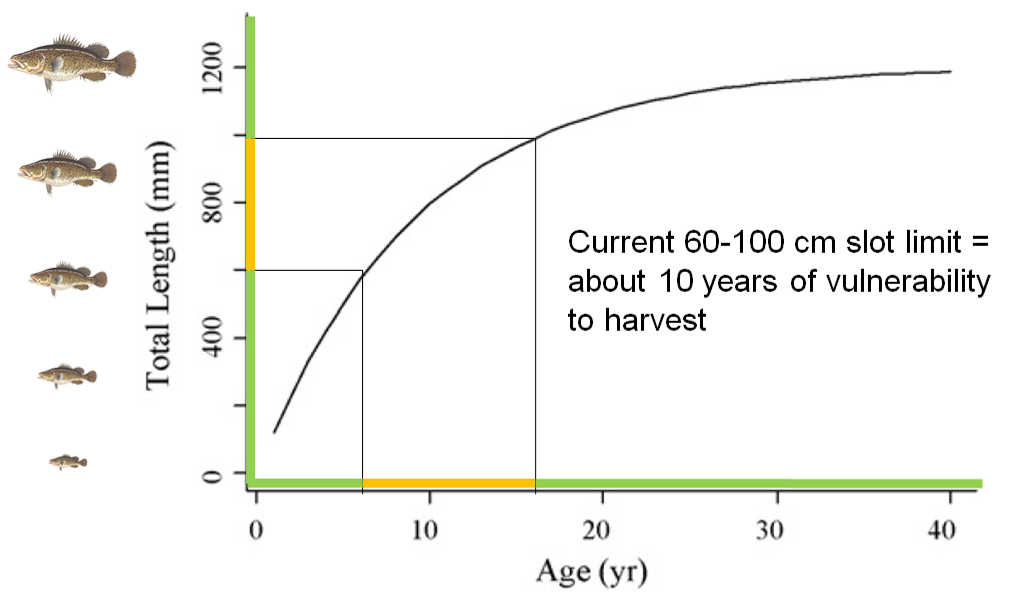 1200
800
400
0
Total Length (mm)
Current 60-100 cm slot limit =
about 10 years of vulnerability
to harvest
0 10 20 30 40
Age (yr)